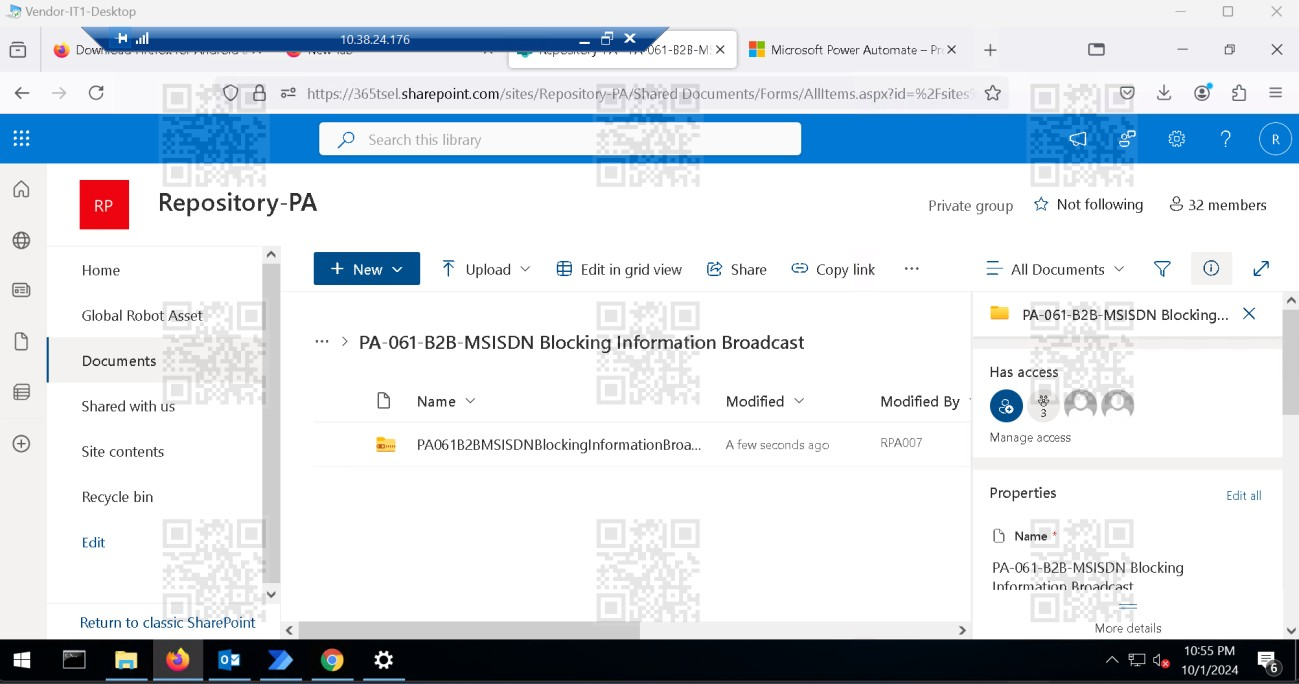 Vendor-IT1-Desktop
10.38.24.176
Microsoft Power Automate – Pr
https://365tsel.sharepoint.com/sites/Repository-PA/Shared Documents/Forms/AllItems.aspx?id=%2Fsites
Search this library
R
RP
Repository-PA
Private group
Not following
32 members
Home
Global Robot Asset
Documents
Shared with us
Site contents
Recycle bin
Edit
Return to classic SharePoint
New
Upload
Edit in grid view
Share
Copy link
···
All Documents
PA-061-B2B-MSISDN Blocking...
··· > PA-061-B2B-MSISDN Blocking Information Broadcast
Name
Modified
Modified By
PA061B2BMSISDNBlockingInformationBroa...
A few seconds ago
RPA007
Has access
3
Manage access
Properties
Edit all
Name *
PA-061-B2B-MSISDN Blocking
Information Broadcast
More details
10:55 PM
10/1/2024
6